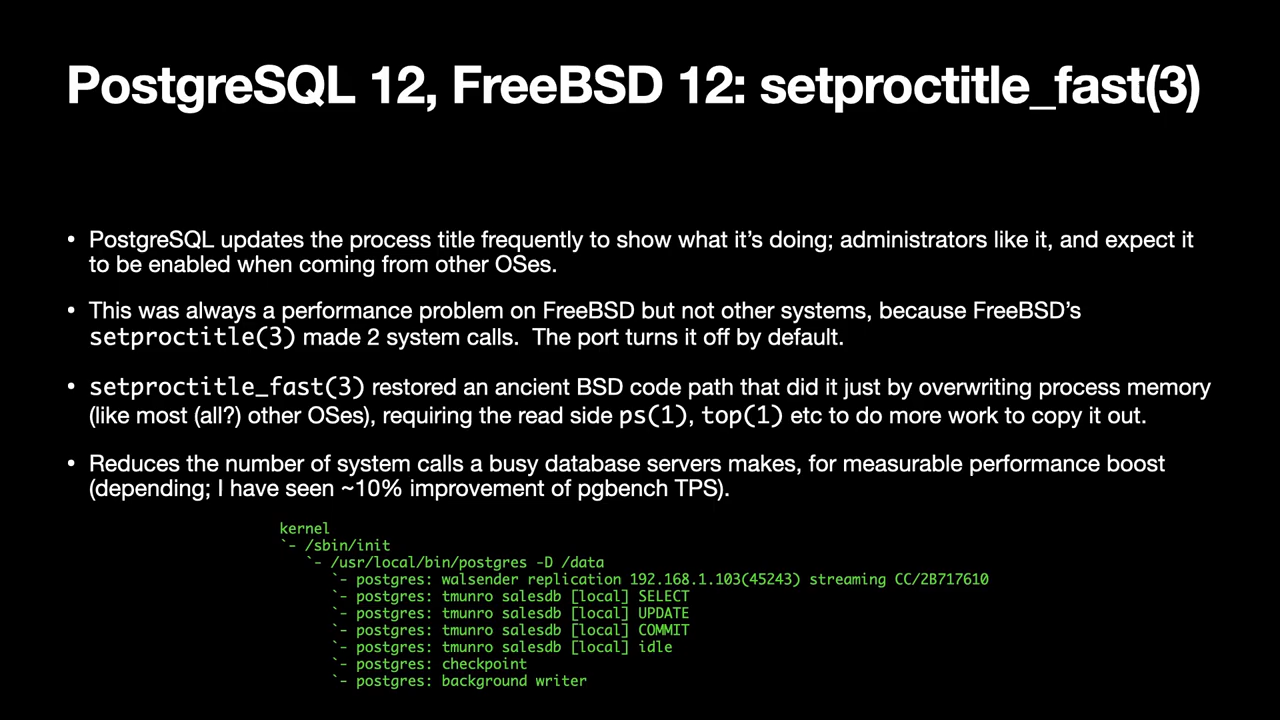 PostgreSQL 12, FreeBSD 12: setproctitle_fast(3)
• PostgreSQL updates the process title frequently to show what it’s doing; administrators like it, and expect it
to be enabled when coming from other OSes.
• This was always a performance problem on FreeBSD but not other systems, because FreeBSD’s
setproctitle(3) made 2 system calls.  The port turns it off by default.
• setproctitle_fast(3) restored an ancient BSD code path that did it just by overwriting process memory
(like most (all?) other OSes), requiring the read side ps(1), top(1) etc to do more work to copy it out.
• Reduces the number of system calls a busy database servers makes, for measurable performance boost
(depending; I have seen ~10% improvement of pgbench TPS).
kernel
`- /sbin/init
`- /usr/local/bin/postgres -D /data
`- postgres: walsender replication 192.168.1.103(45243) streaming CC/2B717610
`- postgres: tmunro salesdb [local] SELECT
`- postgres: tmunro salesdb [local] UPDATE
`- postgres: tmunro salesdb [local] COMMIT
`- postgres: tmunro salesdb [local] idle
`- postgres: checkpoint
`- postgres: background writer